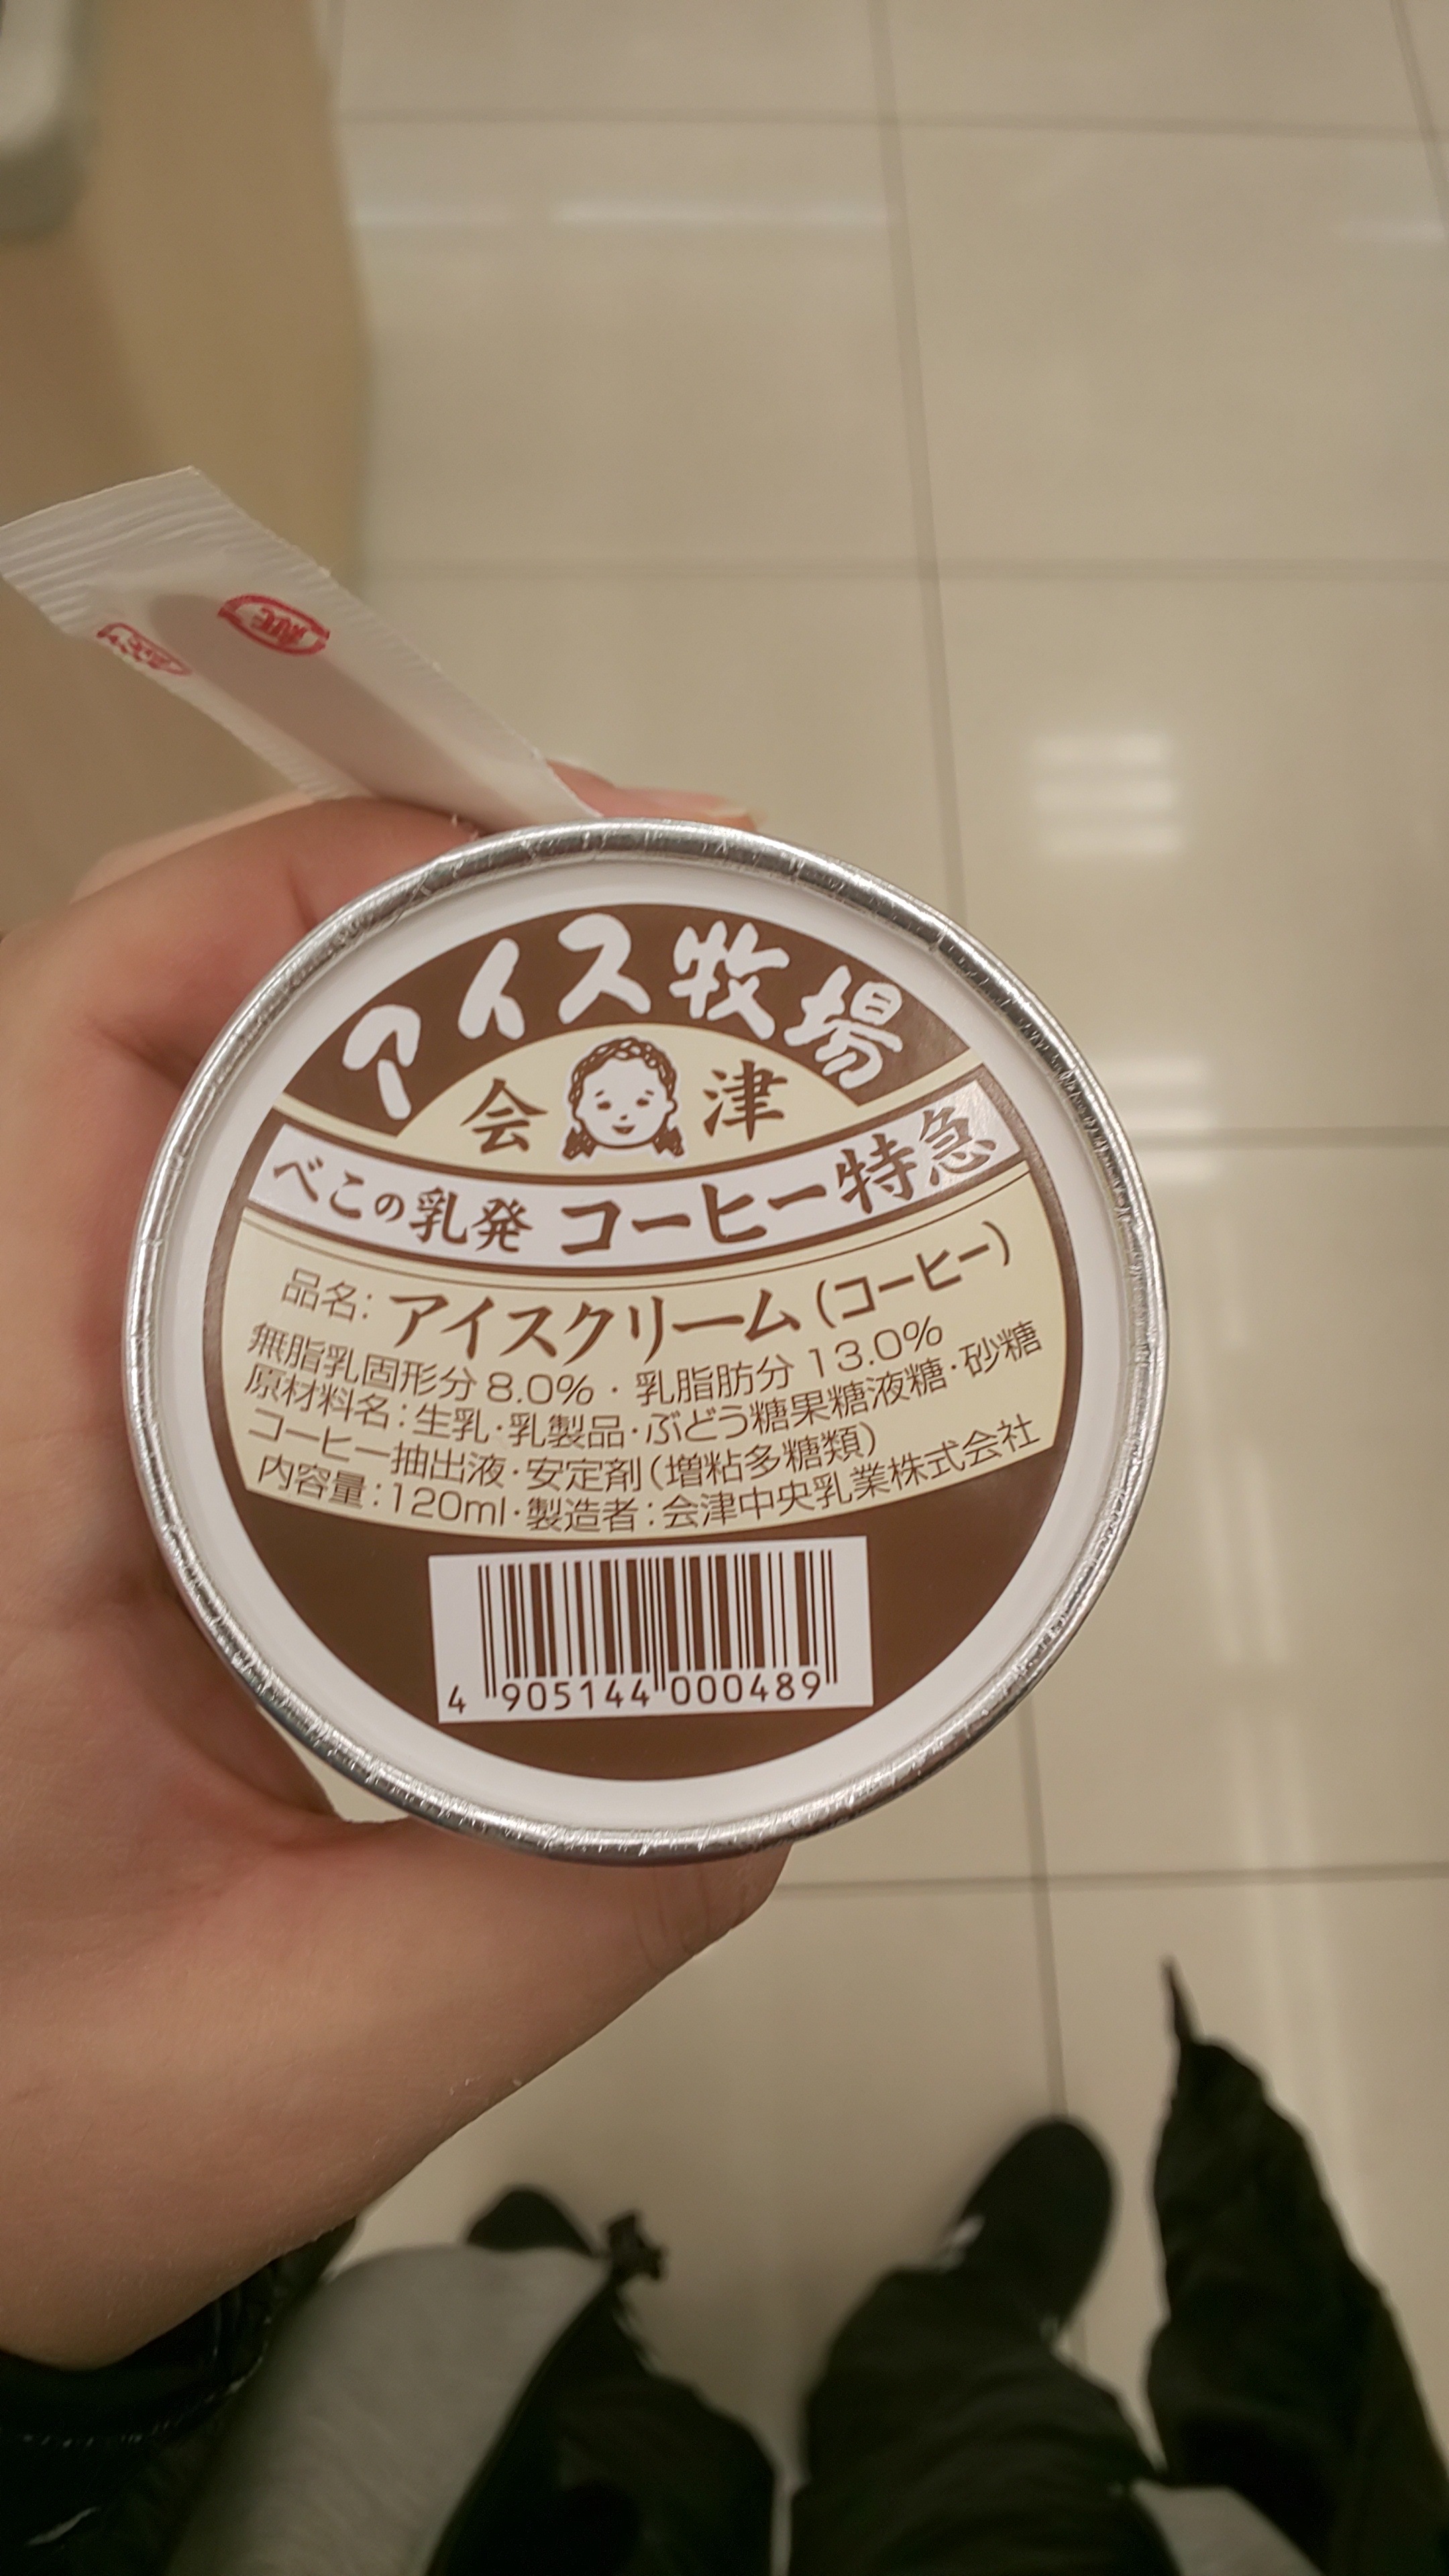 アイス牧場
会津
べこの乳発 コーヒー特急
品名: アイスクリーム (コーヒー)
無脂乳固形分 8.0%・乳脂肪分 13.0%
原材料名:生乳・乳製品・ぶどう糖果糖液糖・砂糖
コーヒー抽出液・安定剤(増粘多糖類)
内容量:120ml・製造者:会津中央乳業株式会社
4 905144 000489